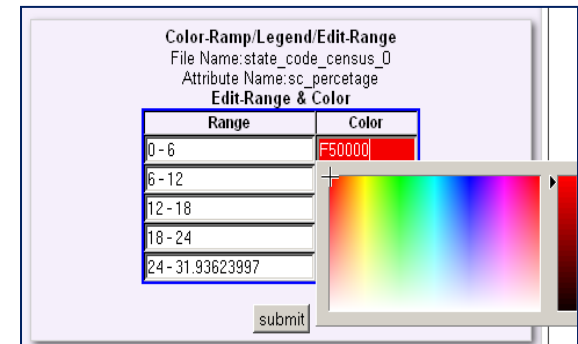 Color-Ramp/Legend/Edit-Range
File Name:state_code_census_0
Attribute Name:sc_percetage
Edit-Range & Color
Range Color
0 - 6 F50000
6 - 12
12 - 18
18 - 24
24 - 31.93623997
submit